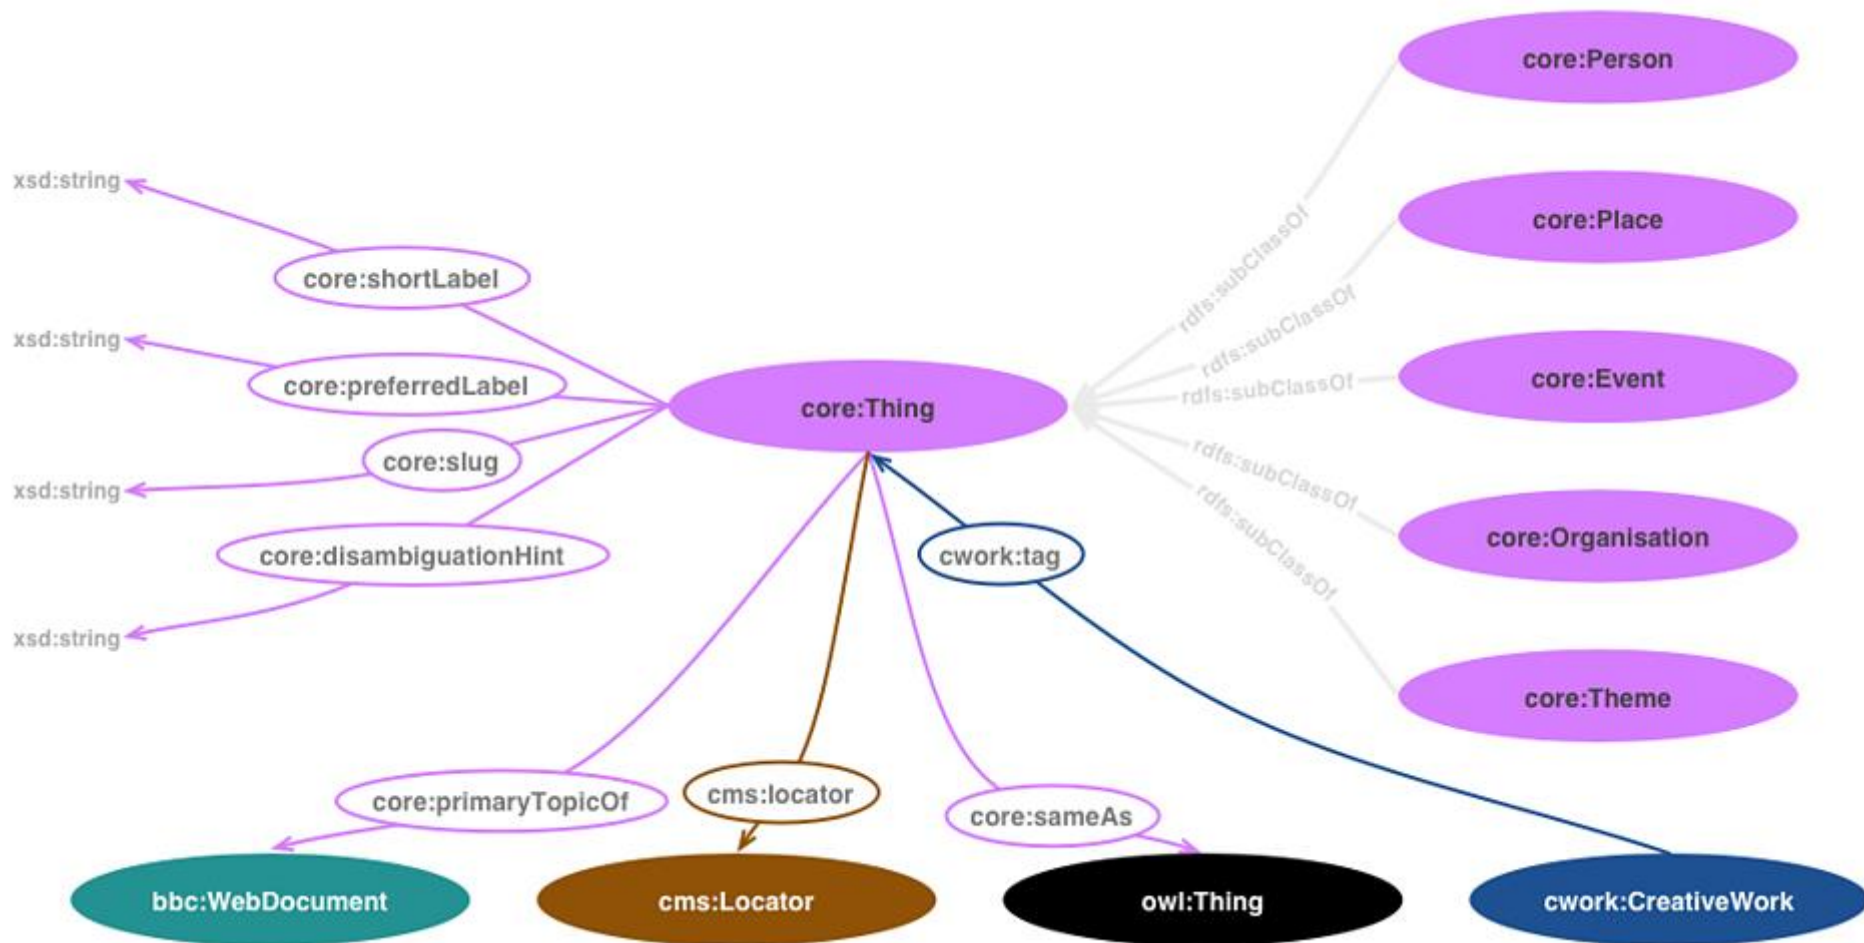 core:Person
xsd:string
core:Place
rdfs:subClassOf
core:shortLabel
rdfs:subClassOf
xsd:string
core:preferredLabel
core:Thing
rdfs:subClassOf
core:Event
core:slug
rdfs:subClassOf
xsd:string
core:disambiguationHint
cwork:tag
rdfs:subClassOf
core:Organisation
xsd:string
core:Theme
core:primaryTopicOf
cms:locator
core:sameAs
bbc:WebDocument
cms:Locator
owl:Thing
cwork:CreativeWork